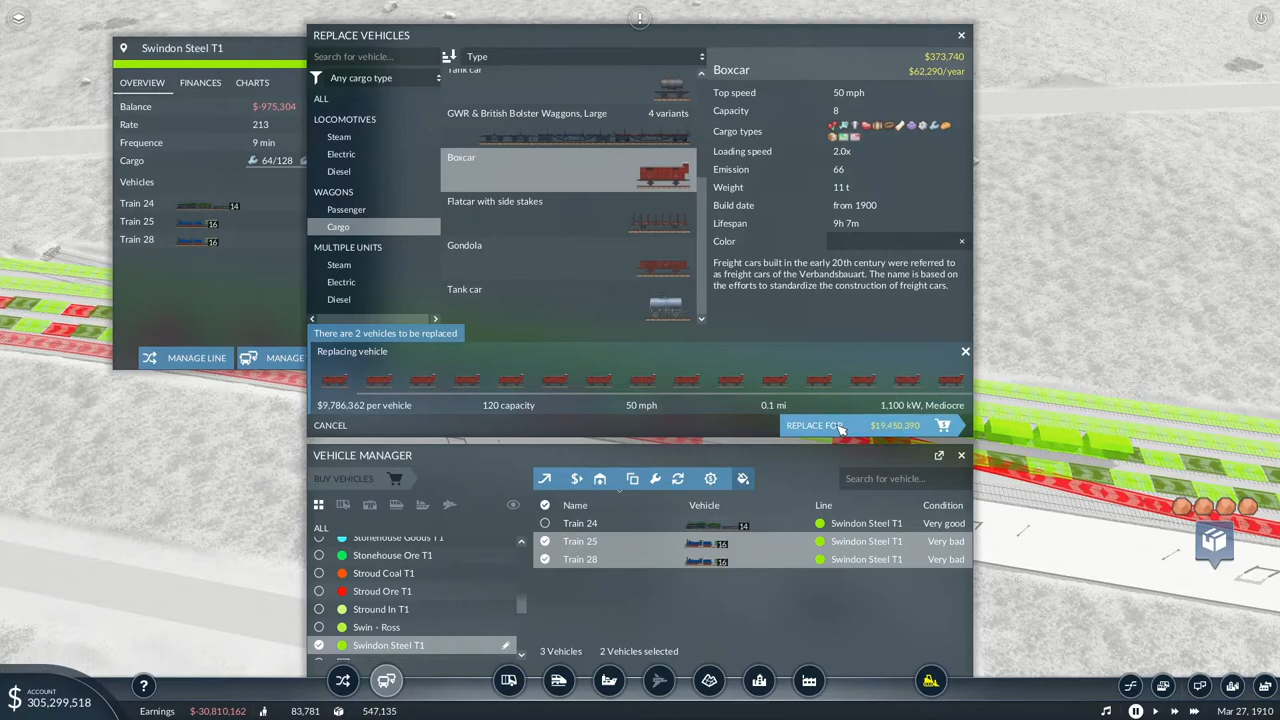 Swindon Steel T1
OVERVIEW FINANCES CHARTS
Balance $-975,304
Rate 213
Frequency 9 min
Cargo 64/128
Vehicles
Train 24 14
Train 25 16
Train 28 16
MANAGE LINE MANAGE
REPLACE VEHICLES
Search for vehicle... Type
Any cargo type
ALL
LOCOMOTIVES
Steam
Electric
Diesel
WAGONS
Passenger
Cargo
MULTIPLE UNITS
Steam
Electric
Diesel
Tank car
GWR & British Bolster Waggons, Large 4 variants
Boxcar
Flatcar with side stakes
Gondola
Tank car
$373,740
Boxcar $62,290/year
Top speed 50 mph
Capacity 8
Cargo types
Loading speed 2.0x
Emission 66
Weight 11 t
Build date from 1900
Lifespan 9h 7m
Color
Freight cars built in the early 20th century were referred to
as freight cars of the Verbandsbauart. The name is based on
the efforts to standardize the construction of freight cars.
There are 2 vehicles to be replaced
Replacing vehicle
$9,786,362 per vehicle 120 capacity 50 mph 0.1 mi 1,100 kW, Mediocre
CANCEL REPLACE FOR $19,450,390
VEHICLE MANAGER
BUY VEHICLES Search for vehicle...
ALL
Stonehouse Goods T1
Stonehouse Ore T1
Stroud Coal T1
Stroud Ore T1
Stround In T1
Swin - Ross
Swindon Steel T1
Name Vehicle Line Condition
Train 24 14 Swindon Steel T1 Very good
Train 25 16 Swindon Steel T1 Very bad
Train 28 16 Swindon Steel T1 Very bad
3 Vehicles 2 Vehicles selected
ACCOUNT
$ 305,299,518
?
Earnings $-30,810,162 83,781 547,135 Mar 27, 1910